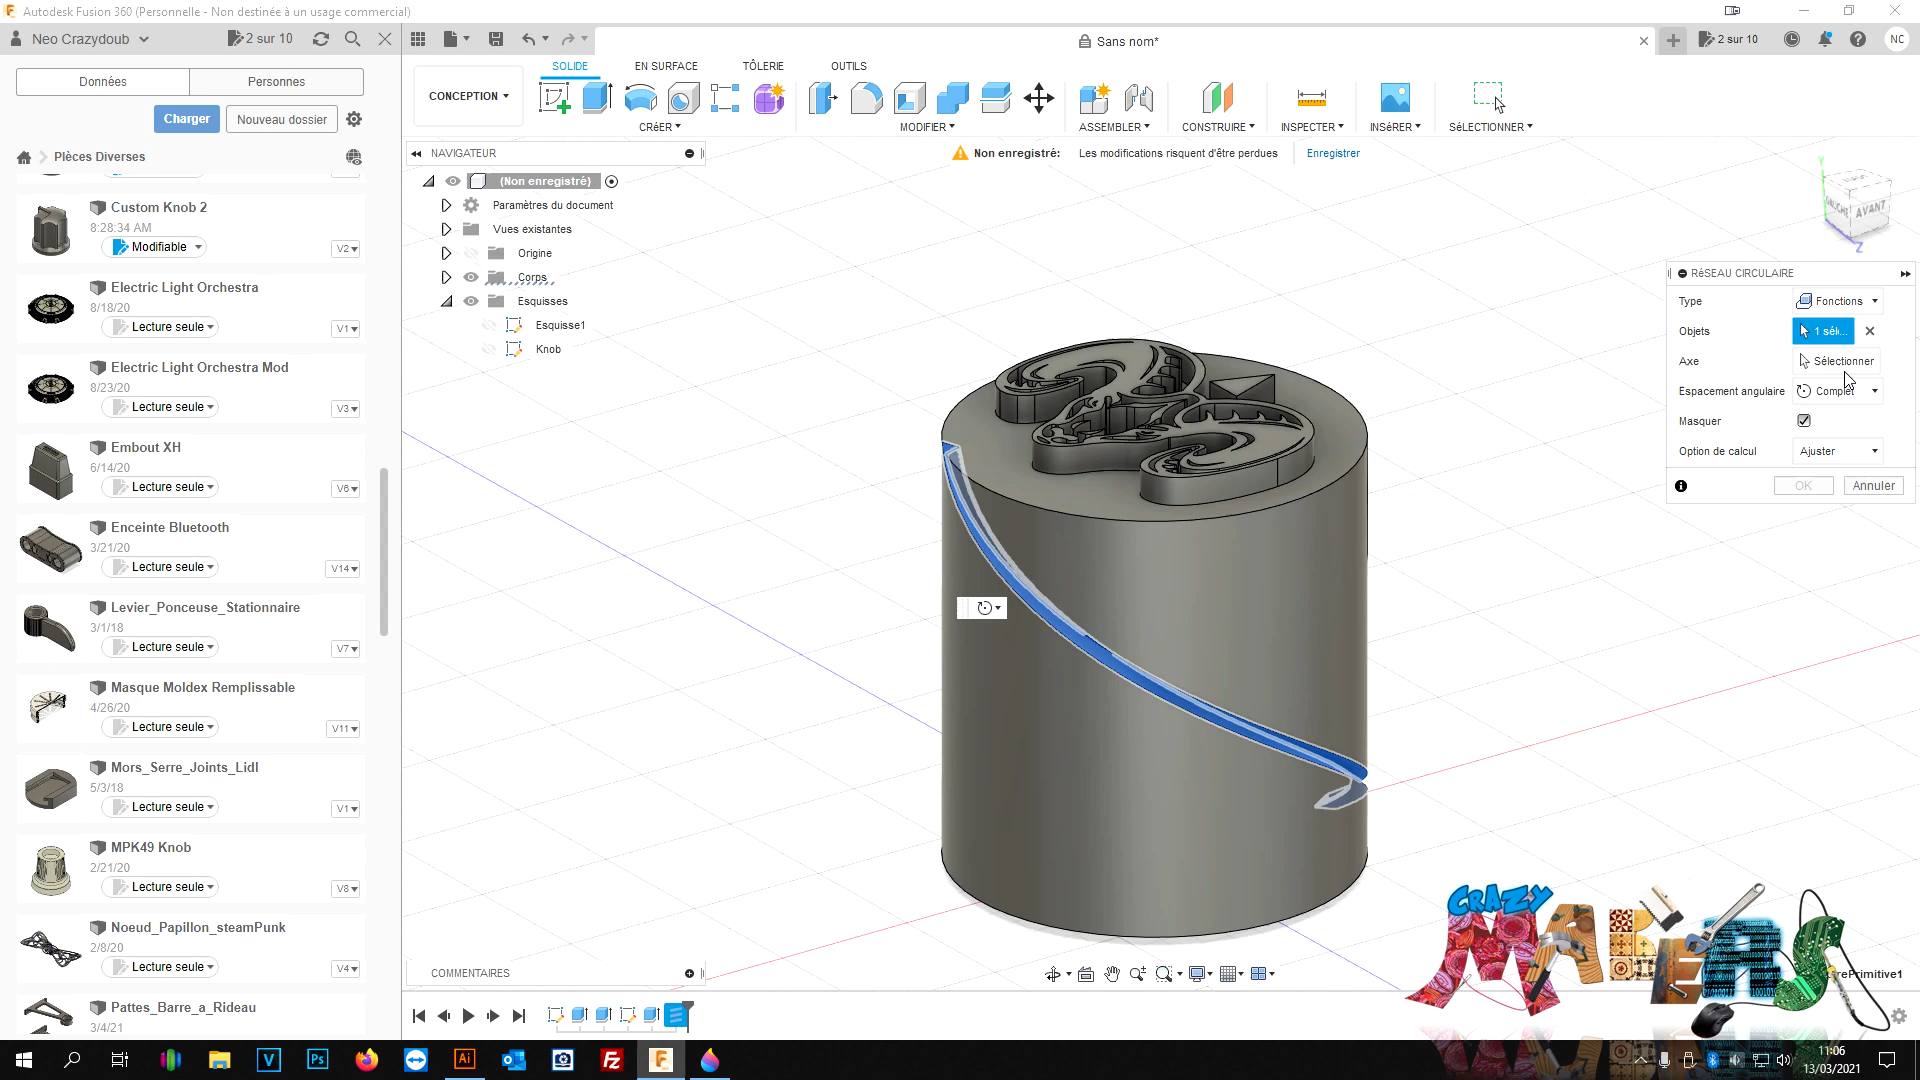 Autodesk Fusion 360 (Personnelle - Non destinée à un usage commercial)
Neo Crazydoub
2 sur 10
Sans nom*
2 sur 10
NC
Données
Personnes
Charger
Nouveau dossier
Plèces Diverses
CONCEPTION
SOLIDE
EN SURFACE
TÔLERIE
OUTILS
CRéER
MODIFIER
ASSEMBLER
CONSTRUIRE
INSPECTER
INSÉRER
SéLECTIONNER
NAVIGATEUR
Non enregistré:
Les modifications risquent d'être perdues
Enregistrer
(Non enregistré)
Paramètres du document
Vues existantes
Origine
Corps
Esquisses
Esquisse1
Knob
Custom Knob 2
8:28:34 AM
Modifiable
V2
Electric Light Orchestra
8/18/20
Lecture seule
V1
Electric Light Orchestra Mod
8/23/20
Lecture seule
V3
Embout XH
6/14/20
Lecture seule
V6
Enceinte Bluetooth
3/21/20
Lecture seule
V14
Levier_Ponceuse_Stationnaire
3/1/18
Lecture seule
V7
Masque Moldex Remplissable
4/26/20
Lecture seule
V11
Mors_Serre_Joints_Lidl
5/3/18
Lecture seule
V1
MPK49 Knob
2/21/20
Lecture seule
V8
Noeud_Papillon_steamPunk
2/8/20
Lecture seule
V4
Pattes_Barre_a_Rideau
3/4/21
Y
GAUCHE
AVANT
Z
RéSEAU CIRCULAIRE
Type
Fonctions
Objets
1 sél...
Axe
Sélectionner
Espacement angulaire
Complet
Masquer
Option de calcul
Ajuster
OK
Annuler
COMMENTAIRES
CRAZY
MAKERS
rePrimitive1
V
Ps
Ai
Fz
F
11:06
13/03/2021